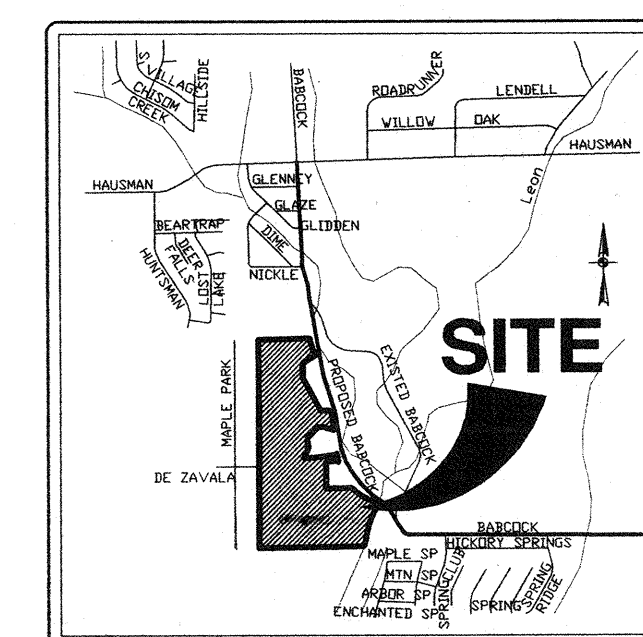 S. VILLAGE
CHISOM
CREEK
HILLSIDE
BABCOCK
ROADRUNNER
LENDELL
WILLOW OAK
HAUSMAN
HAUSMAN
GLENNEY
GLAZE
GLIDDEN
DIME
NICKLE
Leon
BEARTRAP
DEER
FALLS
LOST
LAKE
HUNTSMAN
SITE
EXISTED BABCOCK
PROPOSED BABCOCK
MAPLE PARK
DE ZAVALA
BABCOCK
HICKORY SPRINGS
MAPLE SP
MTN SP
ARBOR SP
ENCHANTED SP
SPRING CLUB
SPRING
SPRING
RIDGE